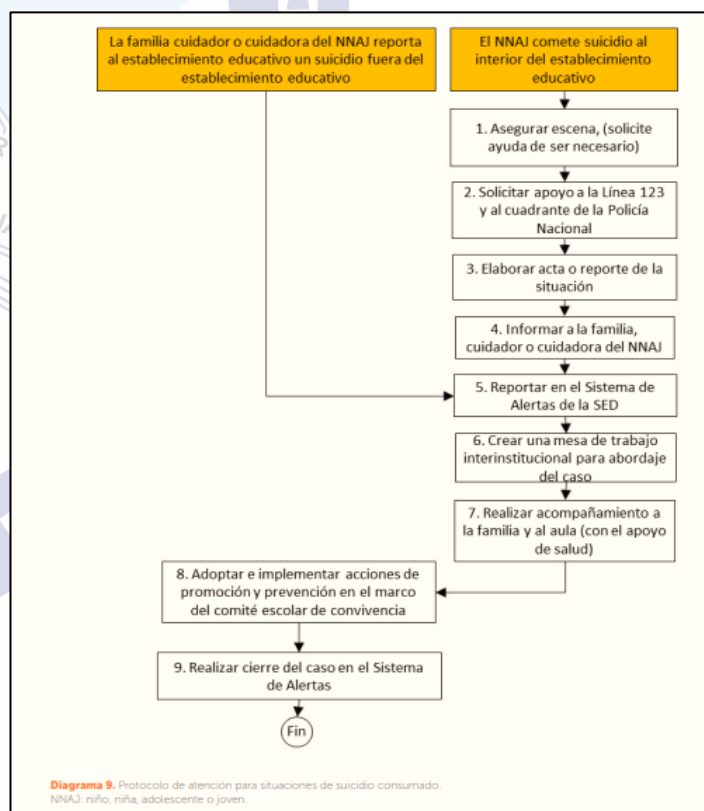 La familia cuidador o cuidadora del NNAJ reporta
al establecimiento educativo un suicidio fuera del
establecimiento educativo
El NNAJ comete suicidio al
interior del establecimiento
educativo
1. Asegurar escena, (solicite
ayuda de ser necesario)
2. Solicitar apoyo a la Línea 123
y al cuadrante de la Policía
Nacional
3. Elaborar acta o reporte de la
situación
4. Informar a la familia,
cuidador o cuidadora del NNAJ
5. Reportar en el Sistema de
Alertas de la SED
6. Crear una mesa de trabajo
interinstitucional para abordaje
del caso
7. Realizar acompañamiento a
la familia y al aula (con el apoyo
de salud)
8. Adoptar e implementar acciones de
promoción y prevención en el marco
del comité escolar de convivencia
9. Realizar cierre del caso en el Sistema
de Alertas
Fin
Diagrama 9. Protocolo de atención para situaciones de suicidio consumado.
NNAJ: niño, niña, adolescente o joven.